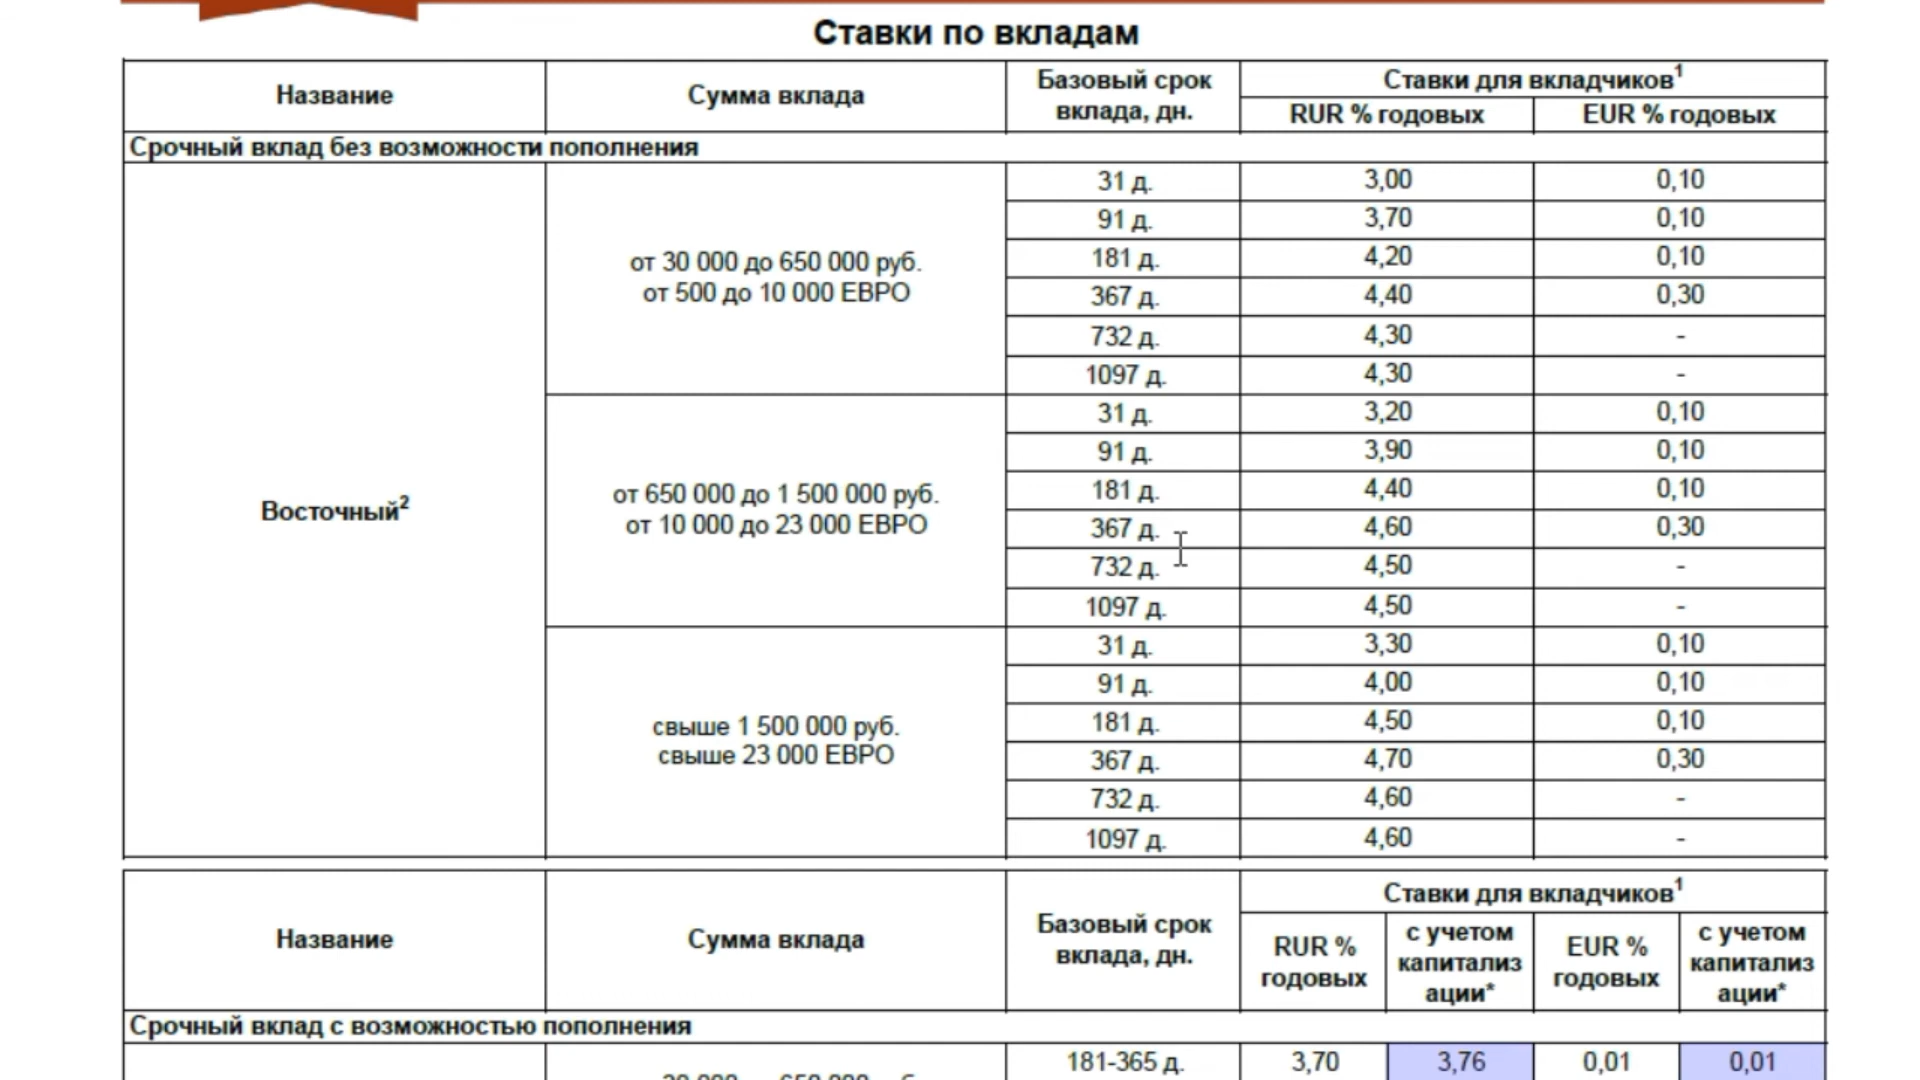 Ставки по вкладам
Название Сумма вклада Базовый срок вклада, дн. Ставки для вкладчиков¹
RUR % годовых EUR % годовых
Срочный вклад без возможности пополнения
Восточный²
от 30 000 до 650 000 руб.
от 500 до 10 000 ЕВРО
31 д. 3,00 0,10
91 д. 3,70 0,10
181 д. 4,20 0,10
367 д. 4,40 0,30
732 д. 4,30 -
1097 д. 4,30 -
от 650 000 до 1 500 000 руб.
от 10 000 до 23 000 ЕВРО
31 д. 3,20 0,10
91 д. 3,90 0,10
181 д. 4,40 0,10
367 д. 4,60 0,30
732 д. 4,50 -
1097 д. 4,50 -
свыше 1 500 000 руб.
свыше 23 000 ЕВРО
31 д. 3,30 0,10
91 д. 4,00 0,10
181 д. 4,50 0,10
367 д. 4,70 0,30
732 д. 4,60 -
1097 д. 4,60 -
Название Сумма вклада Базовый срок вклада, дн. Ставки для вкладчиков¹
RUR % годовых с учетом капитализации* EUR % годовых с учетом капитализации*
Срочный вклад с возможностью пополнения
181-365 д. 3,70 3,76 0,01 0,01